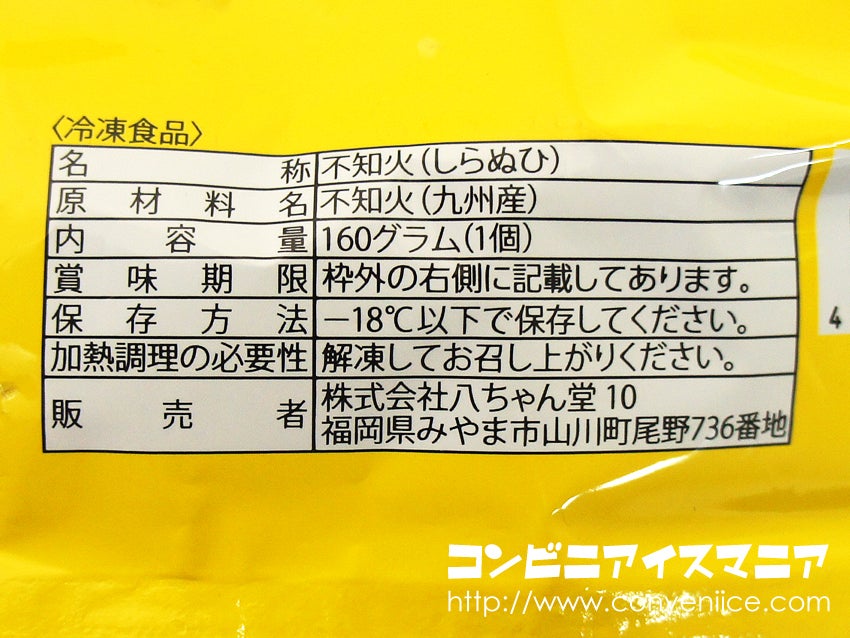 〈冷凍食品〉
名称 不知火(しらぬひ)
原材料名 不知火(九州産)
内容量 160グラム(1個)
賞味期限 枠外の右側に記載してあります。
保存方法 −18℃以下で保存してください。
加熱調理の必要性 解凍してお召し上がりください。
販売者 株式会社八ちゃん堂 10
福岡県みやま市山川町尾野736番地
4
コンビニアイスマニア
http://www.conveniice.com